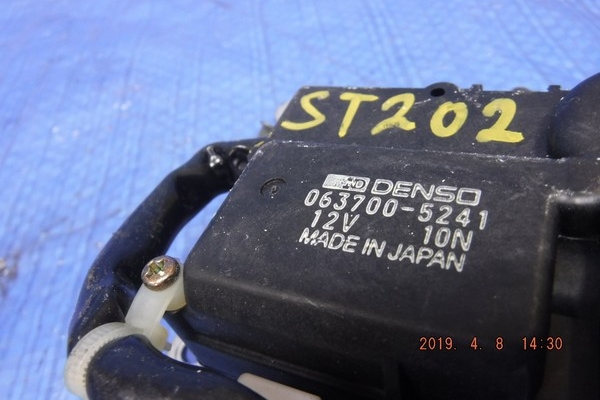 ST202
DENSO
063700-5241
12V 10N
MADE IN JAPAN
2019. 4. 8 14:30